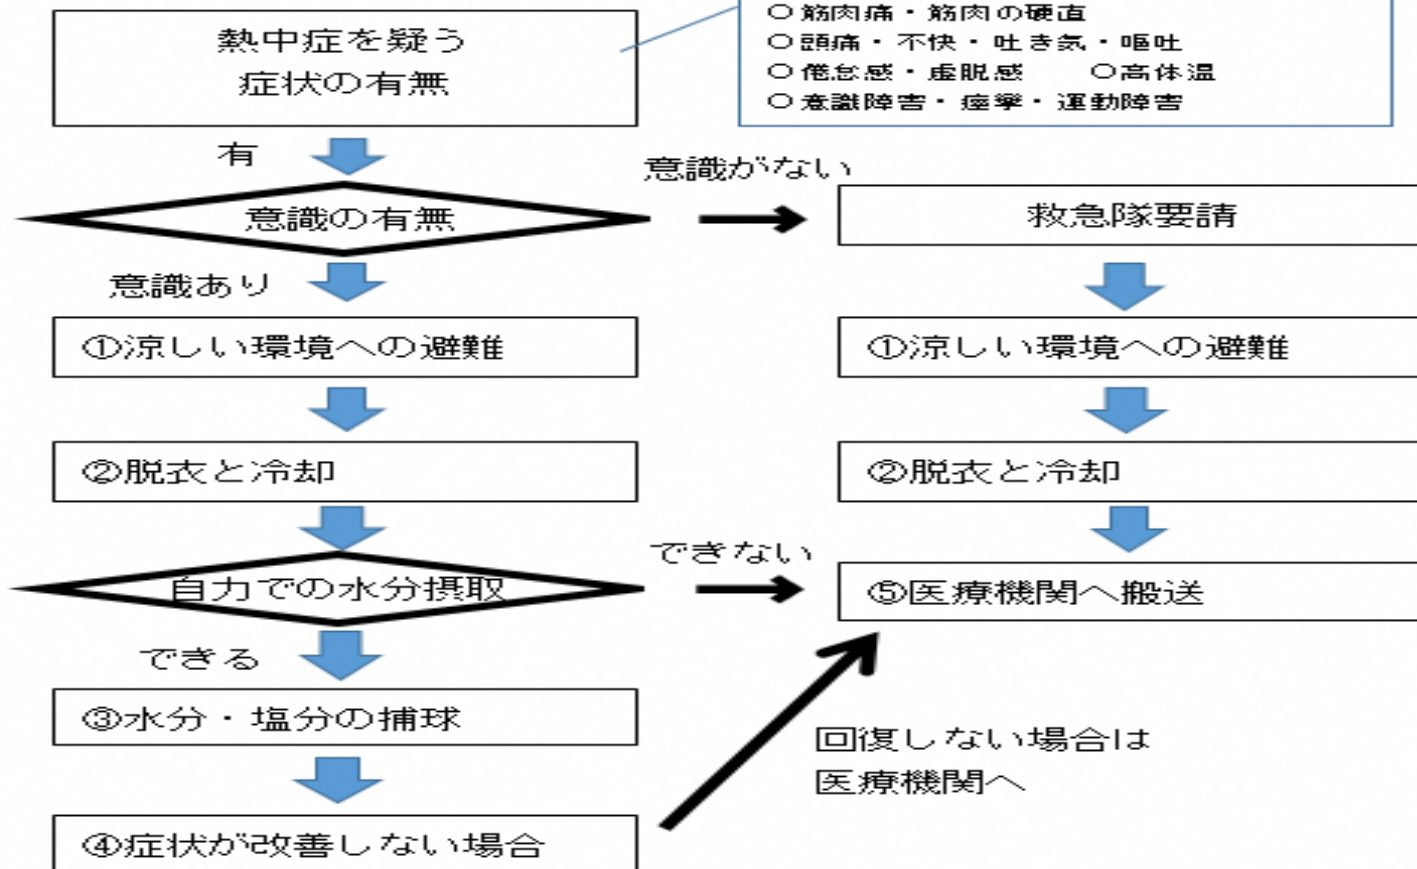 熱中症を疑う
症状の有無
○筋肉痛・筋肉の硬直
○頭痛・不快・吐き気・嘔吐
○倦怠感・虚脱感　○高体温
○意識障害・痙攣・運動障害
有
意識の有無
意識がない
救急隊要請
意識あり
①涼しい環境への避難
①涼しい環境への避難
②脱衣と冷却
②脱衣と冷却
自力での水分摂取
できない
⑤医療機関へ搬送
できる
③水分・塩分の捕球
回復しない場合は
医療機関へ
④症状が改善しない場合